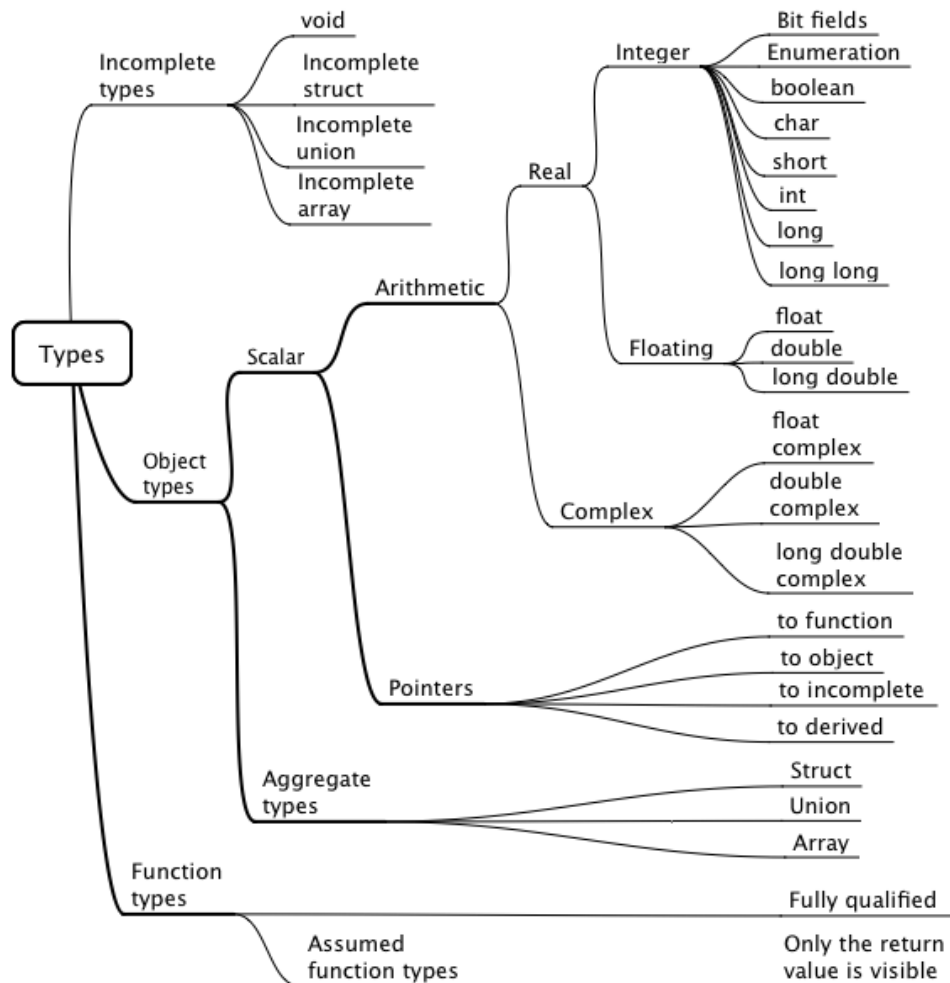 void
Incomplete
types
Incomplete
struct
Incomplete
union
Incomplete
array
Types
Object
types
Scalar
Arithmetic
Real
Integer
Bit fields
Enumeration
boolean
char
short
int
long
long long
Floating
float
double
long double
Complex
float
complex
double
complex
long double
complex
Pointers
to function
to object
to incomplete
to derived
Aggregate
types
Struct
Union
Array
Function
types
Fully qualified
Assumed
function types
Only the return
value is visible